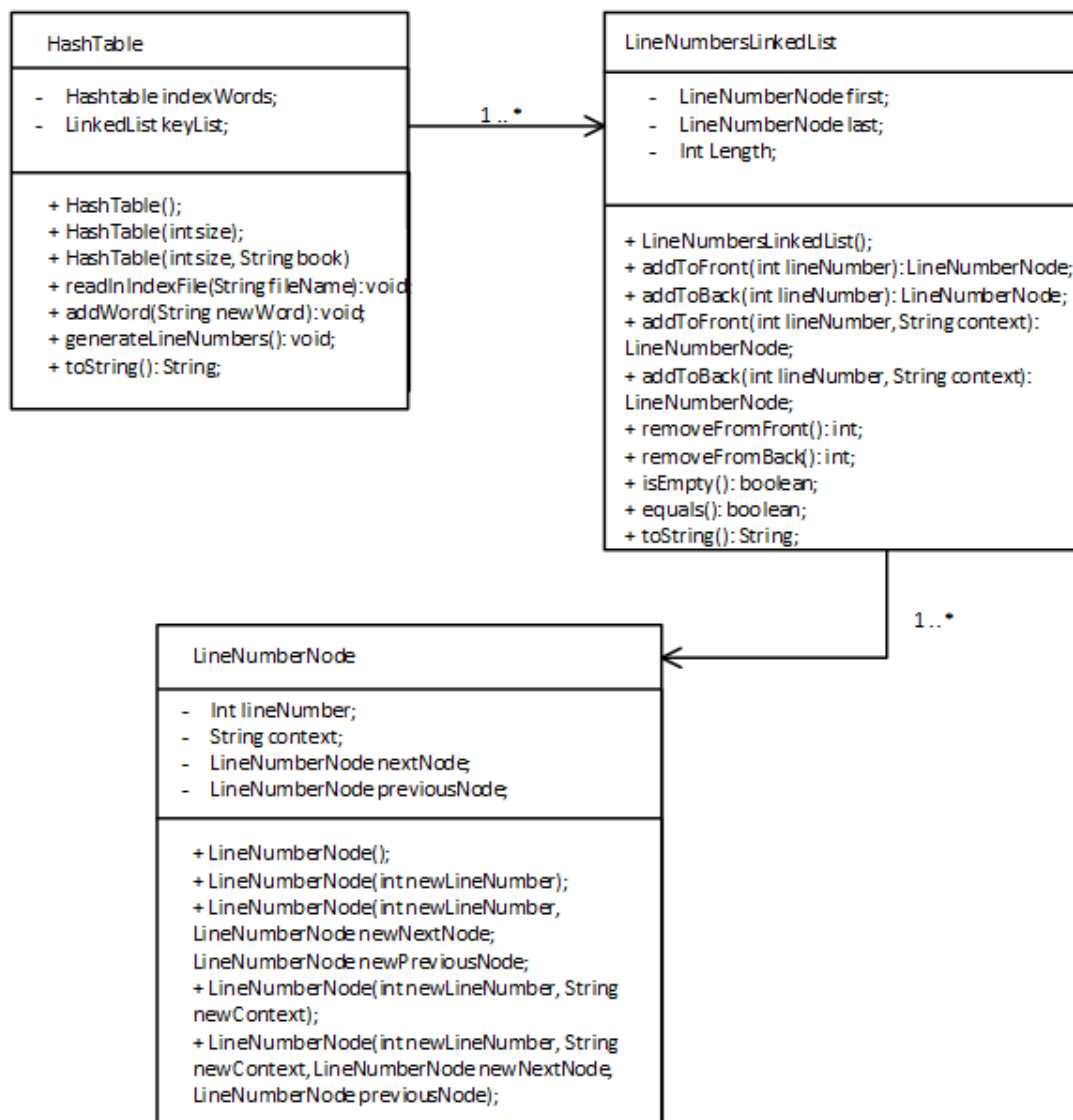 HashTable
- Hashtable indexWords;
- LinkedList keyList;
+ HashTable();
+ HashTable(int size);
+ HashTable(int size, String book)
+ readInIndexFile(String fileName): void;
+ addWord(String newWord): void;
+ generateLineNumbers(): void;
+ toString(): String;
1..*
LineNumbersLinkedList
- LineNumberNode first;
- LineNumberNode last;
- Int Length;
+ LineNumbersLinkedList();
+ addToFront(int lineNumber): LineNumberNode;
+ addToBack(int lineNumber): LineNumberNode;
+ addToFront(int lineNumber, String context):
LineNumberNode;
+ addToBack(int lineNumber, String context):
LineNumberNode;
+ removeFromFront(): int;
+ removeFromBack(): int;
+ isEmpty(): boolean;
+ equals(): boolean;
+ toString(): String;
1..*
LineNumberNode
- Int lineNumber;
- String context;
- LineNumberNode nextNode;
- LineNumberNode previousNode;
+ LineNumberNode();
+ LineNumberNode(int newLineNumber);
+ LineNumberNode(int newLineNumber,
LineNumberNode newNextNode;
LineNumberNode newPreviousNode;
+ LineNumberNode(int newLineNumber, String
newContext);
+ LineNumberNode(int newLineNumber, String
newContext, LineNumberNode newNextNode,
LineNumberNode previousNode);